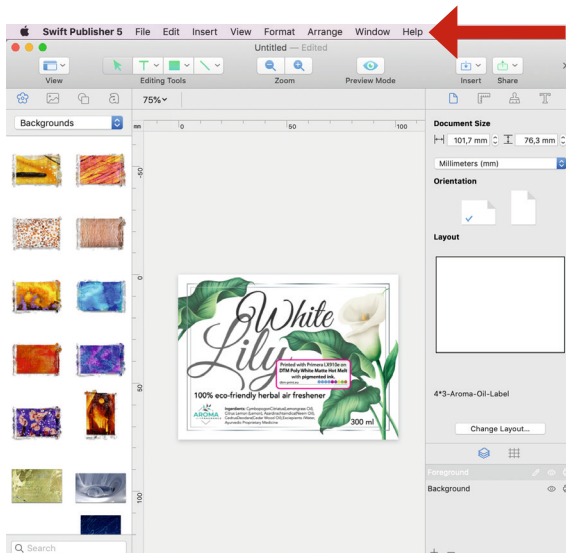 Swift Publisher 5 File Edit Insert View Format Arrange Window Help
Untitled — Edited
View Editing Tools Zoom Preview Mode Insert Share
75%
Backgrounds
mm 0 50 100
-50
0
50
100
Document Size
101,7 mm 76,3 mm
Millimeters (mm)
Orientation
Layout
4*3-Aroma-Oil-Label
Change Layout...
Foreground
Background
White
Lily
Printed with Primera LX910e on
DTM Poly White Matte Hot Melt
with pigmented ink.
100% eco-friendly herbal air freshener
AROMA
300 ml
Search